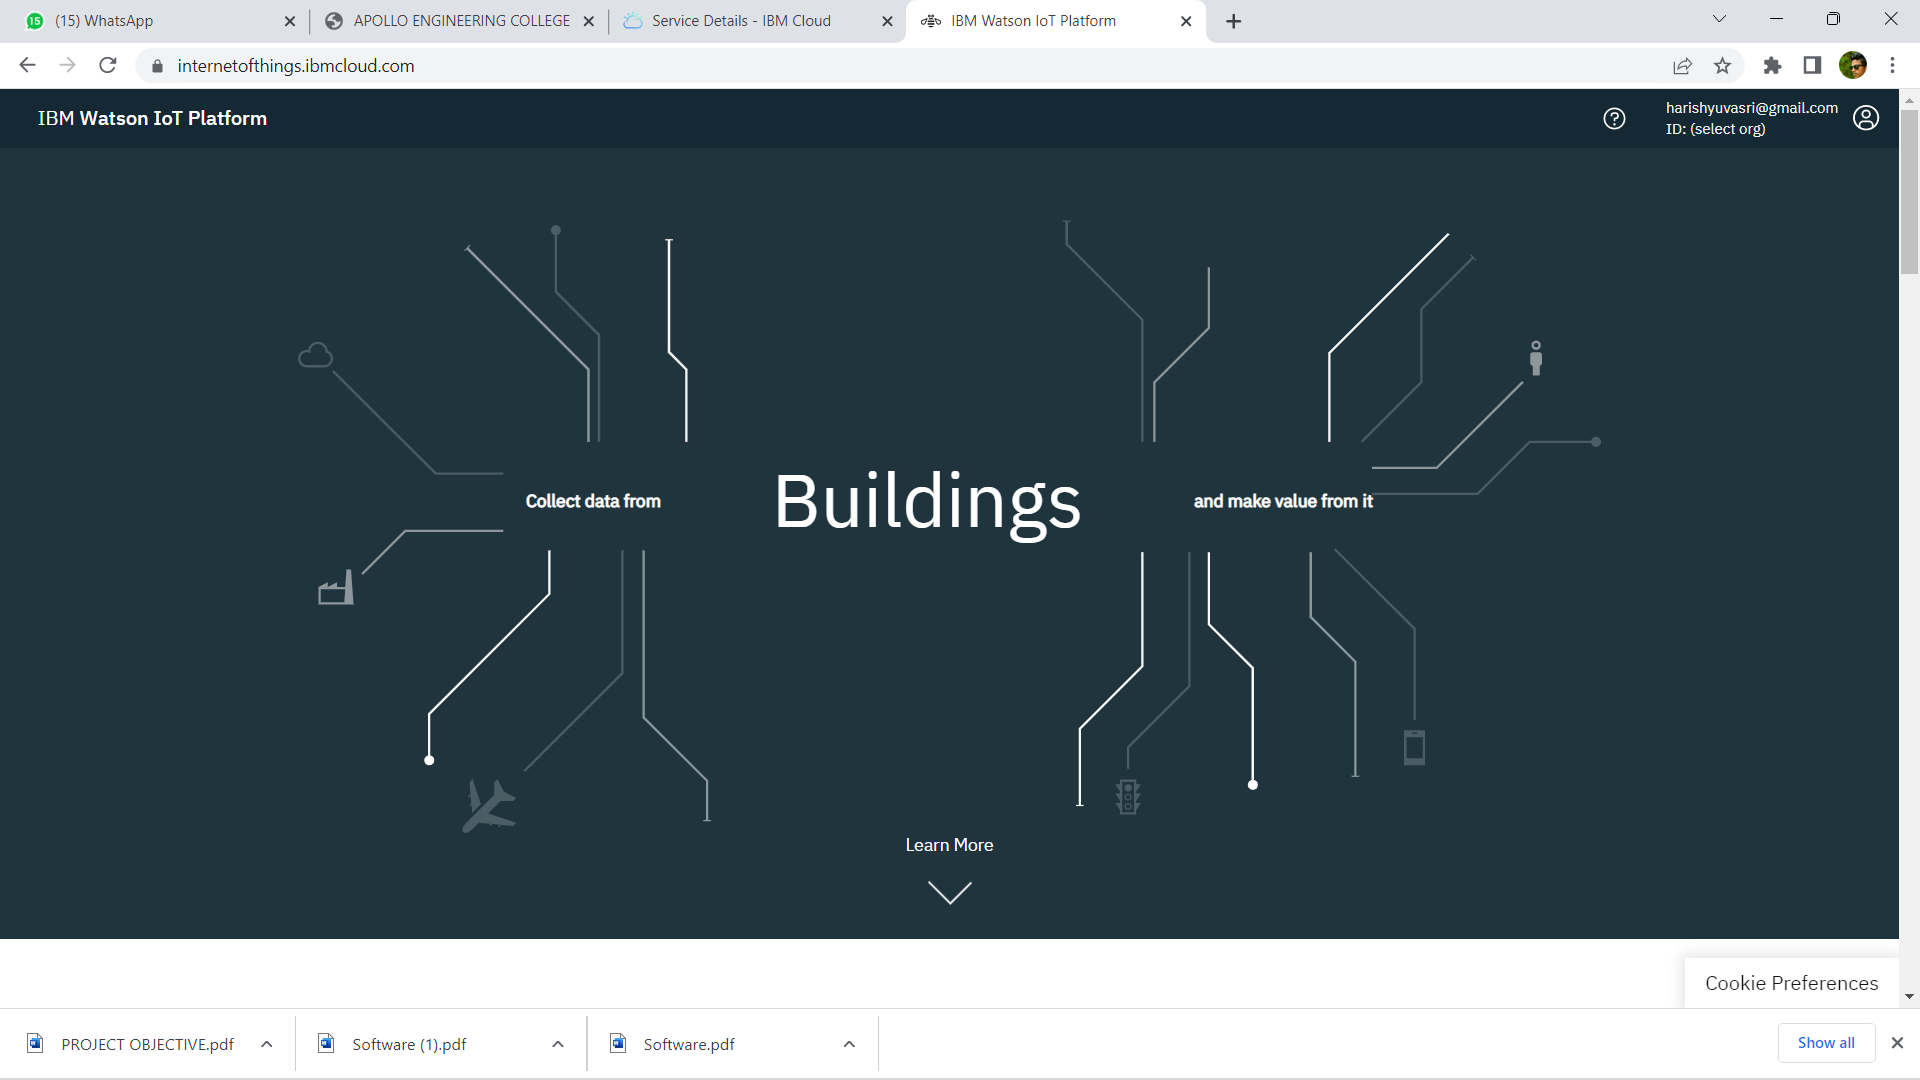 15 (15) WhatsApp
APOLLO ENGINEERING COLLEGE
Service Details - IBM Cloud
IBM Watson IoT Platform
internetofthings.ibmcloud.com
IBM Watson IoT Platform
harishyuvasri@gmail.com
ID: (select org)
Collect data from Buildings and make value from it
Learn More
Cookie Preferences
PROJECT OBJECTIVE.pdf
Software (1).pdf
Software.pdf
Show all